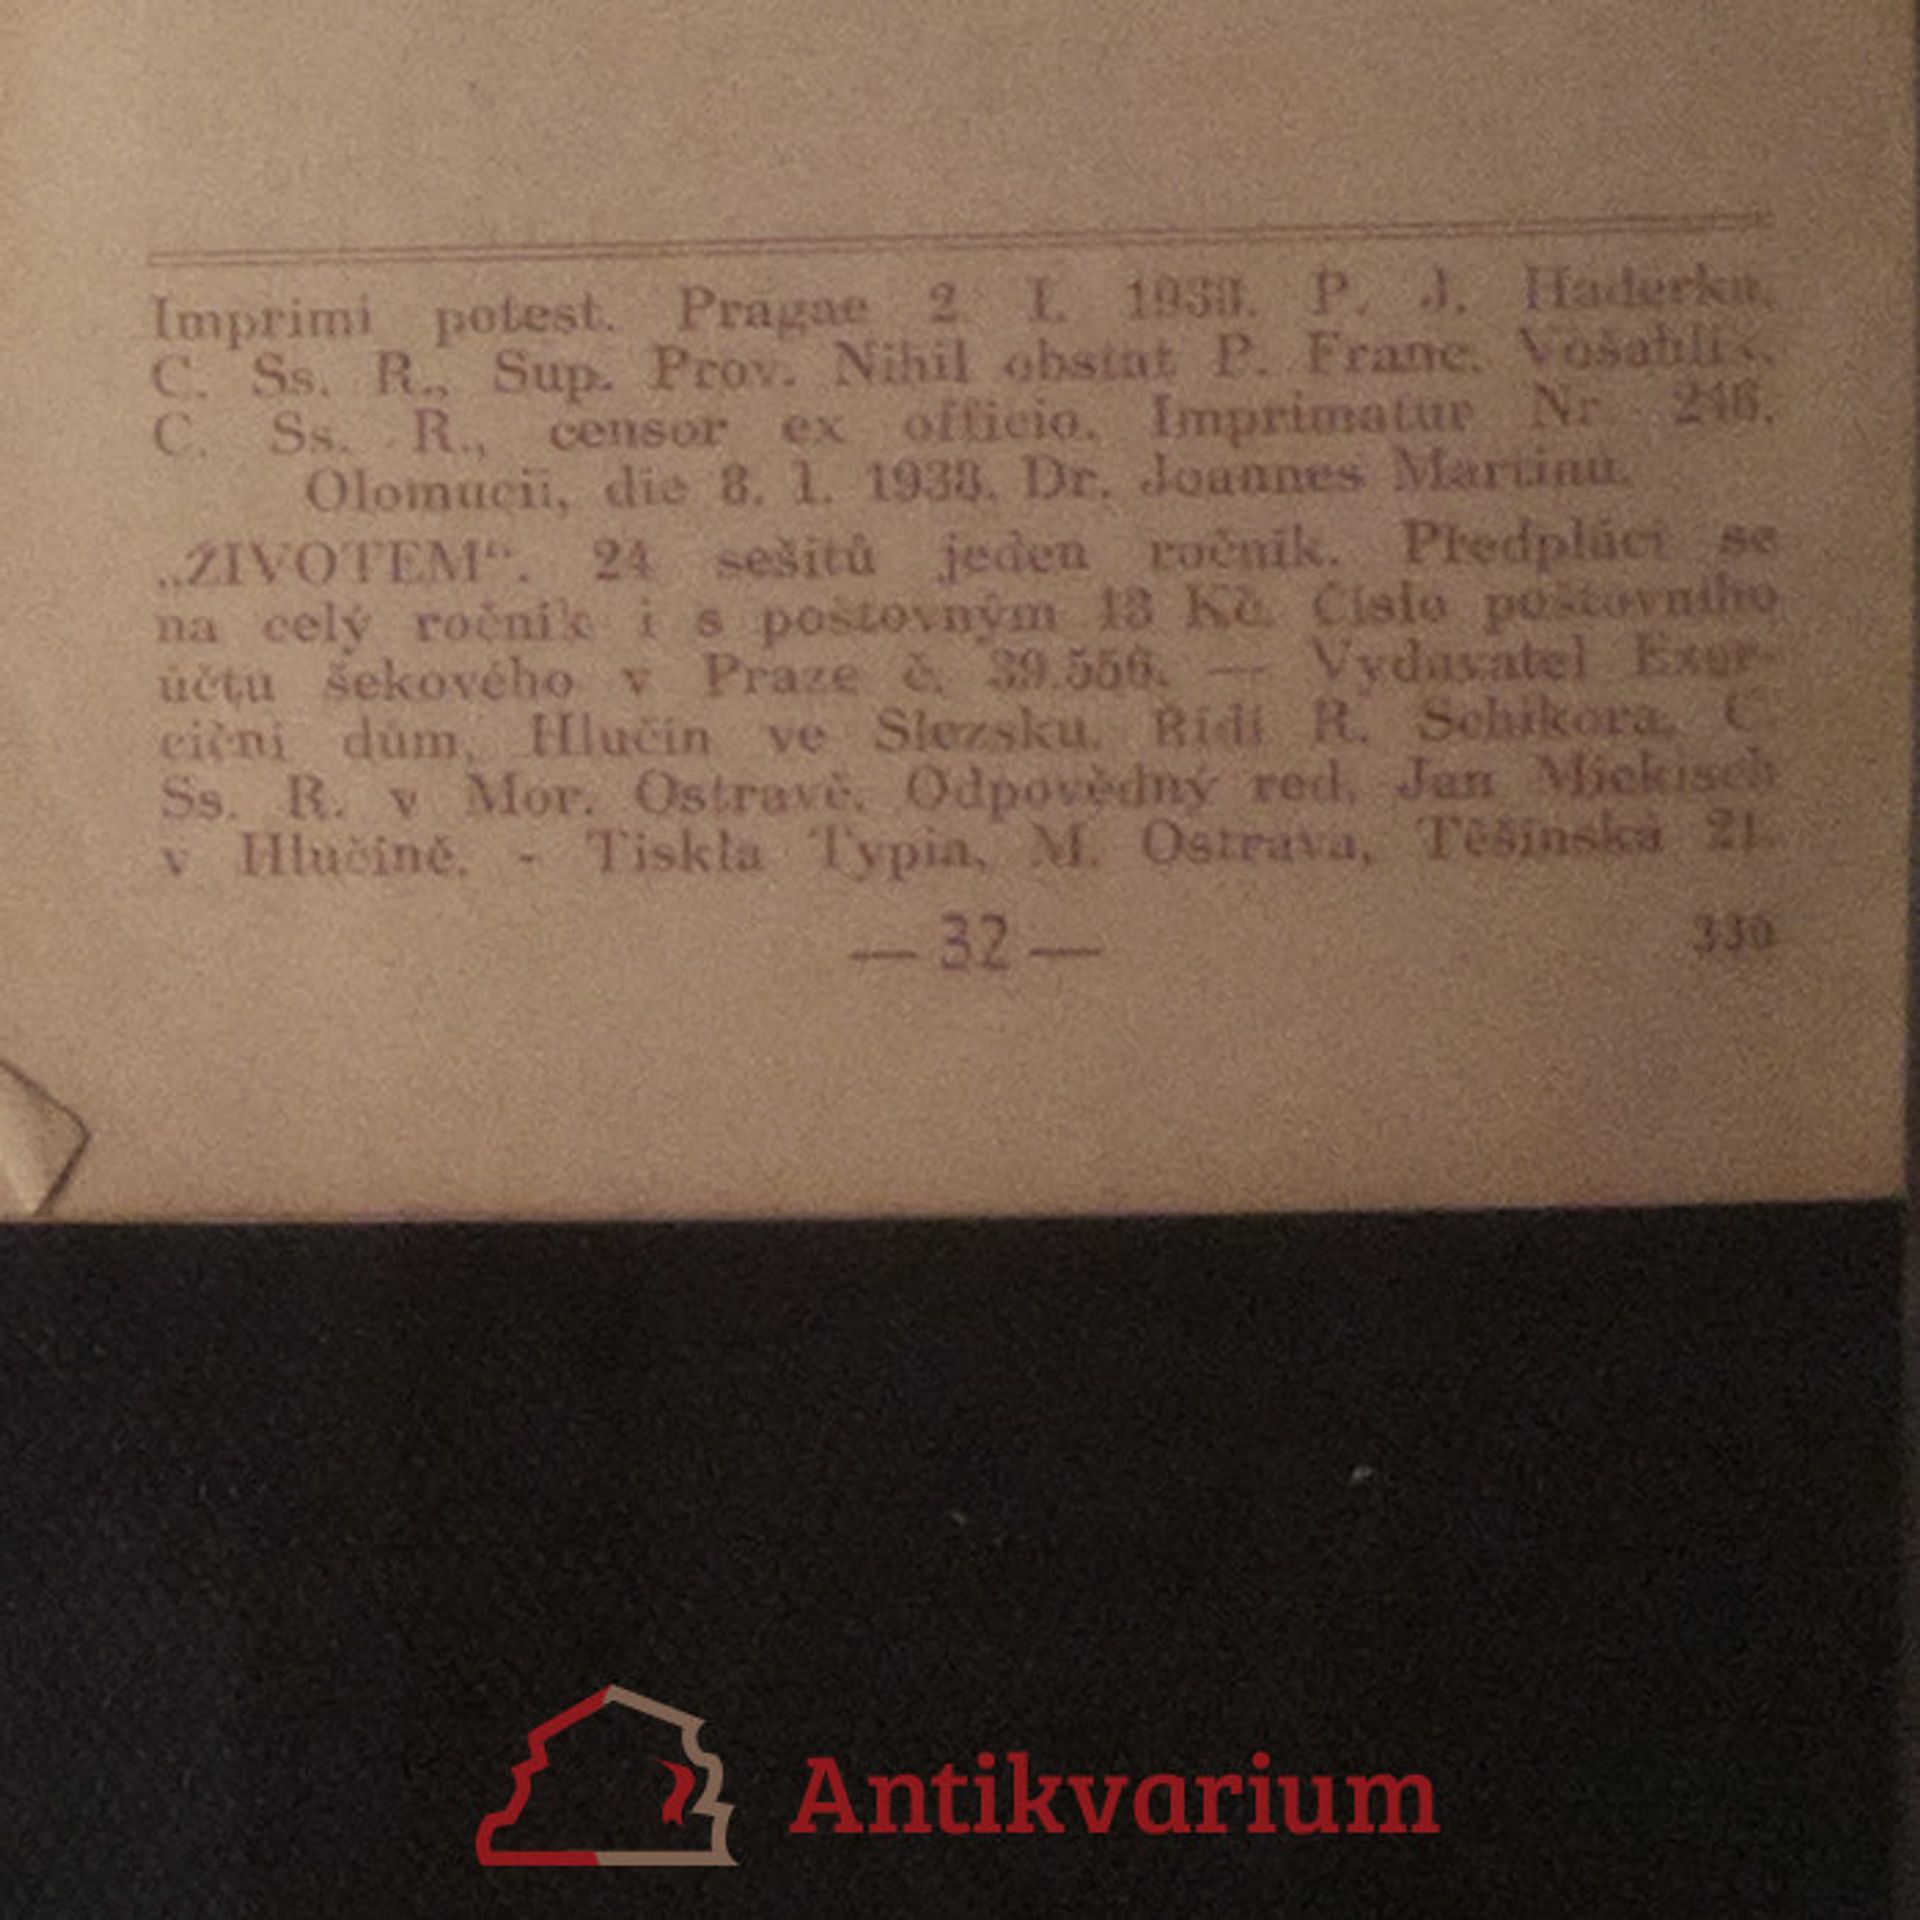 Imprimi potest. Pragae 2. I. 1938. P. J. Haderka,
C. Ss. R., Sup. Prov. Nihil obstat P. Franc. Vošahlík,
C. Ss. R., censor ex officio. Imprimatur Nr. 246.
Olomucii, die 8. 1. 1938. Dr. Joannes Martinů.
„ŽIVOTEM“. 24 sešitů jeden ročník. Předplácí se
na celý ročník i s poštovným 18 Kč. Číslo poštovního
účtu šekového v Praze č. 39.556. — Vydavatel Exer-
ciční dům, Hlučín ve Slezsku. Řídí R. Schikora, C.
Ss. R. v Mor. Ostravě. Odpovědný red. Jan Mickisch
v Hlučíně. - Tiskla Typia, M. Ostrava, Těšínská 21.
— 32 —
330
Antikvarium